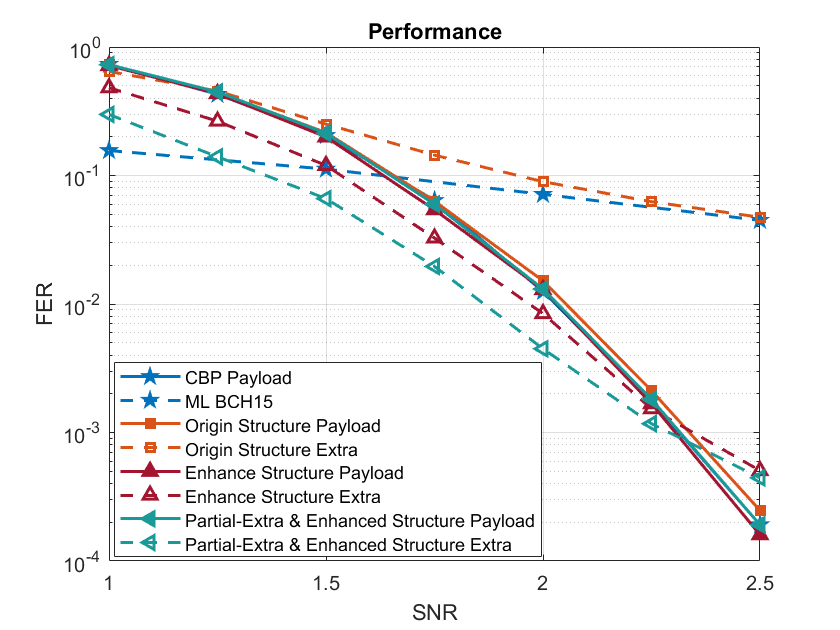 Performance
10^0
10^-1
10^-2
10^-3
10^-4
FER
CBP Payload
ML BCH15
Origin Structure Payload
Origin Structure Extra
Enhance Structure Payload
Enhance Structure Extra
Partial-Extra & Enhanced Structure Payload
Partial-Extra & Enhanced Structure Extra
1 1.5 2 2.5
SNR